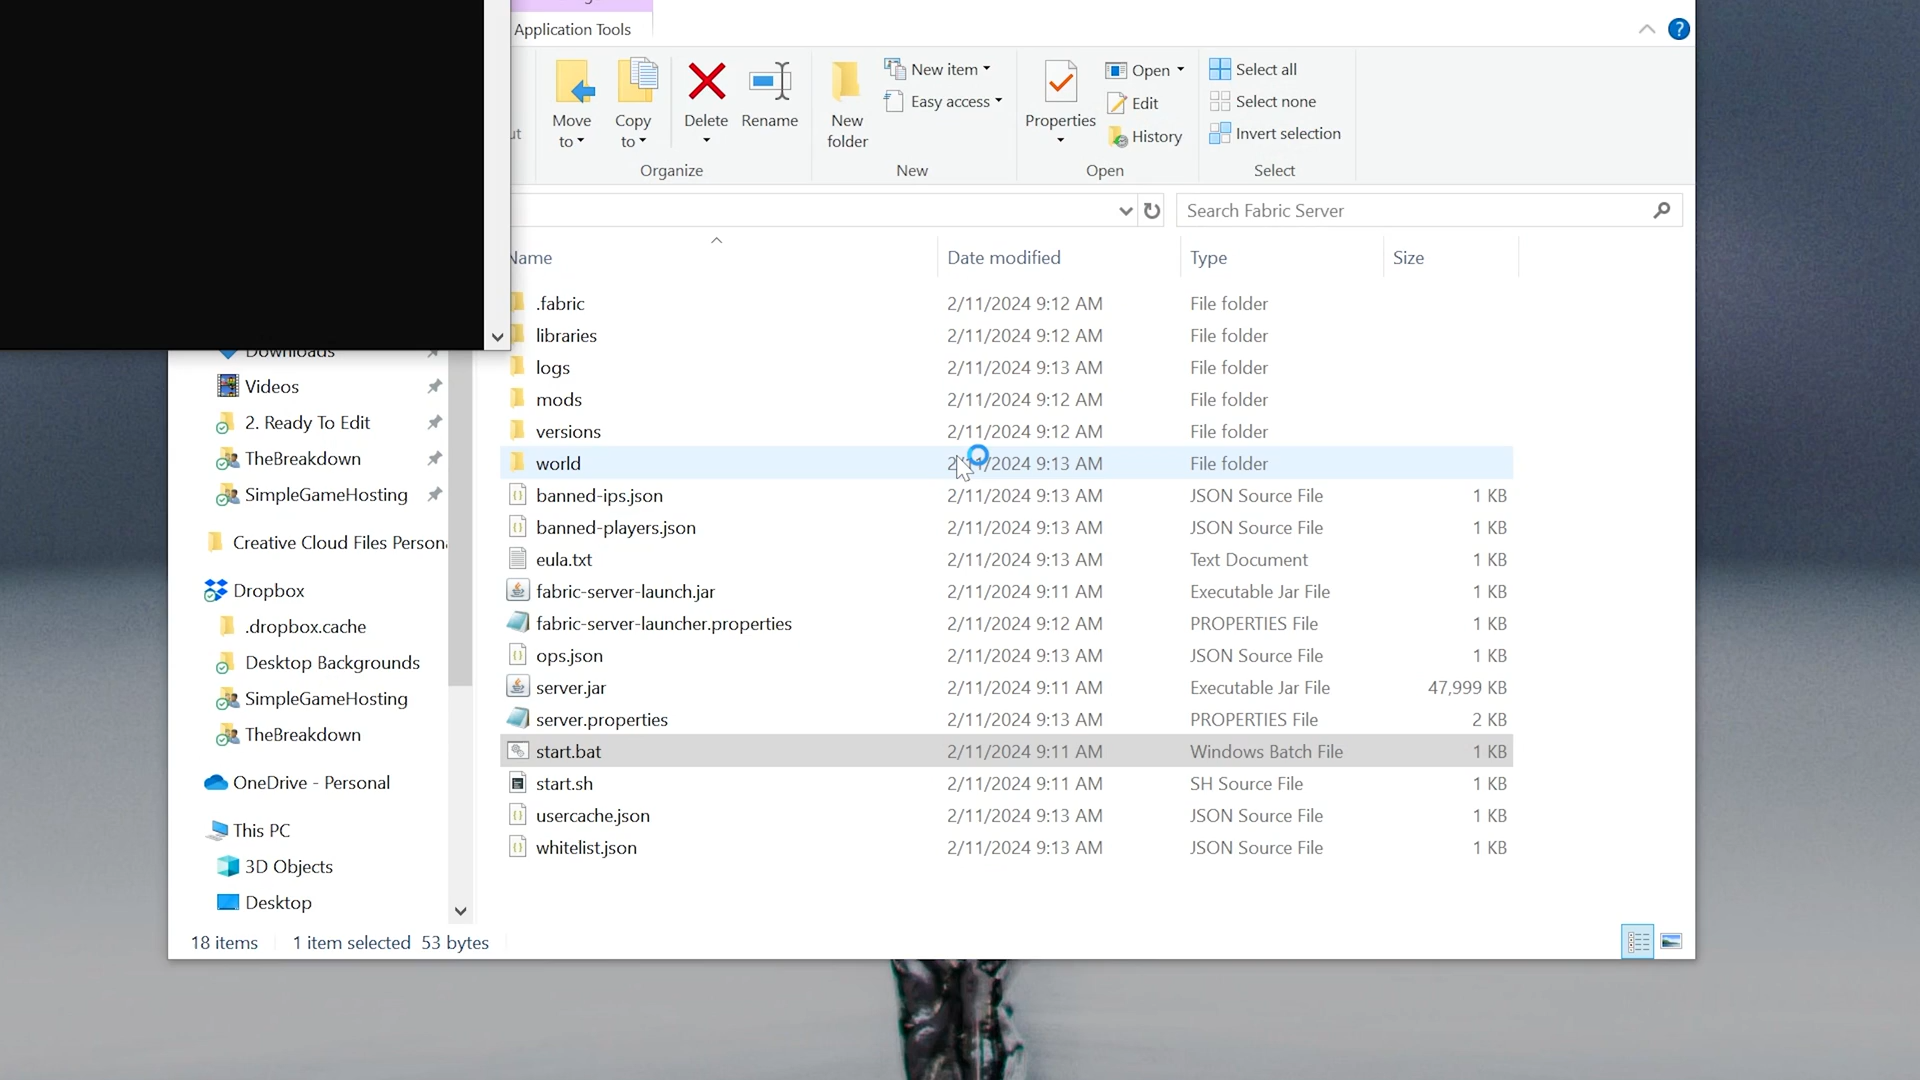 Application Tools
Move to
Copy to
Delete
Rename
New folder
New item
Easy access
Properties
Open
Edit
History
Select all
Select none
Invert selection
Organize
New
Open
Select
Search Fabric Server
Name
Date modified
Type
Size
.fabric 2/11/2024 9:12 AM File folder
libraries 2/11/2024 9:12 AM File folder
logs 2/11/2024 9:13 AM File folder
mods 2/11/2024 9:12 AM File folder
versions 2/11/2024 9:12 AM File folder
world 2/11/2024 9:13 AM File folder
banned-ips.json 2/11/2024 9:13 AM JSON Source File 1 KB
banned-players.json 2/11/2024 9:13 AM JSON Source File 1 KB
eula.txt 2/11/2024 9:13 AM Text Document 1 KB
fabric-server-launch.jar 2/11/2024 9:11 AM Executable Jar File 1 KB
fabric-server-launcher.properties 2/11/2024 9:12 AM PROPERTIES File 1 KB
ops.json 2/11/2024 9:13 AM JSON Source File 1 KB
server.jar 2/11/2024 9:11 AM Executable Jar File 47,999 KB
server.properties 2/11/2024 9:13 AM PROPERTIES File 2 KB
start.bat 2/11/2024 9:11 AM Windows Batch File 1 KB
start.sh 2/11/2024 9:11 AM SH Source File 1 KB
usercache.json 2/11/2024 9:13 AM JSON Source File 1 KB
whitelist.json 2/11/2024 9:13 AM JSON Source File 1 KB
Downloads
Videos
2. Ready To Edit
TheBreakdown
SimpleGameHosting
Creative Cloud Files Person
Dropbox
.dropbox.cache
Desktop Backgrounds
SimpleGameHosting
TheBreakdown
OneDrive - Personal
This PC
3D Objects
Desktop
18 items 1 item selected 53 bytes